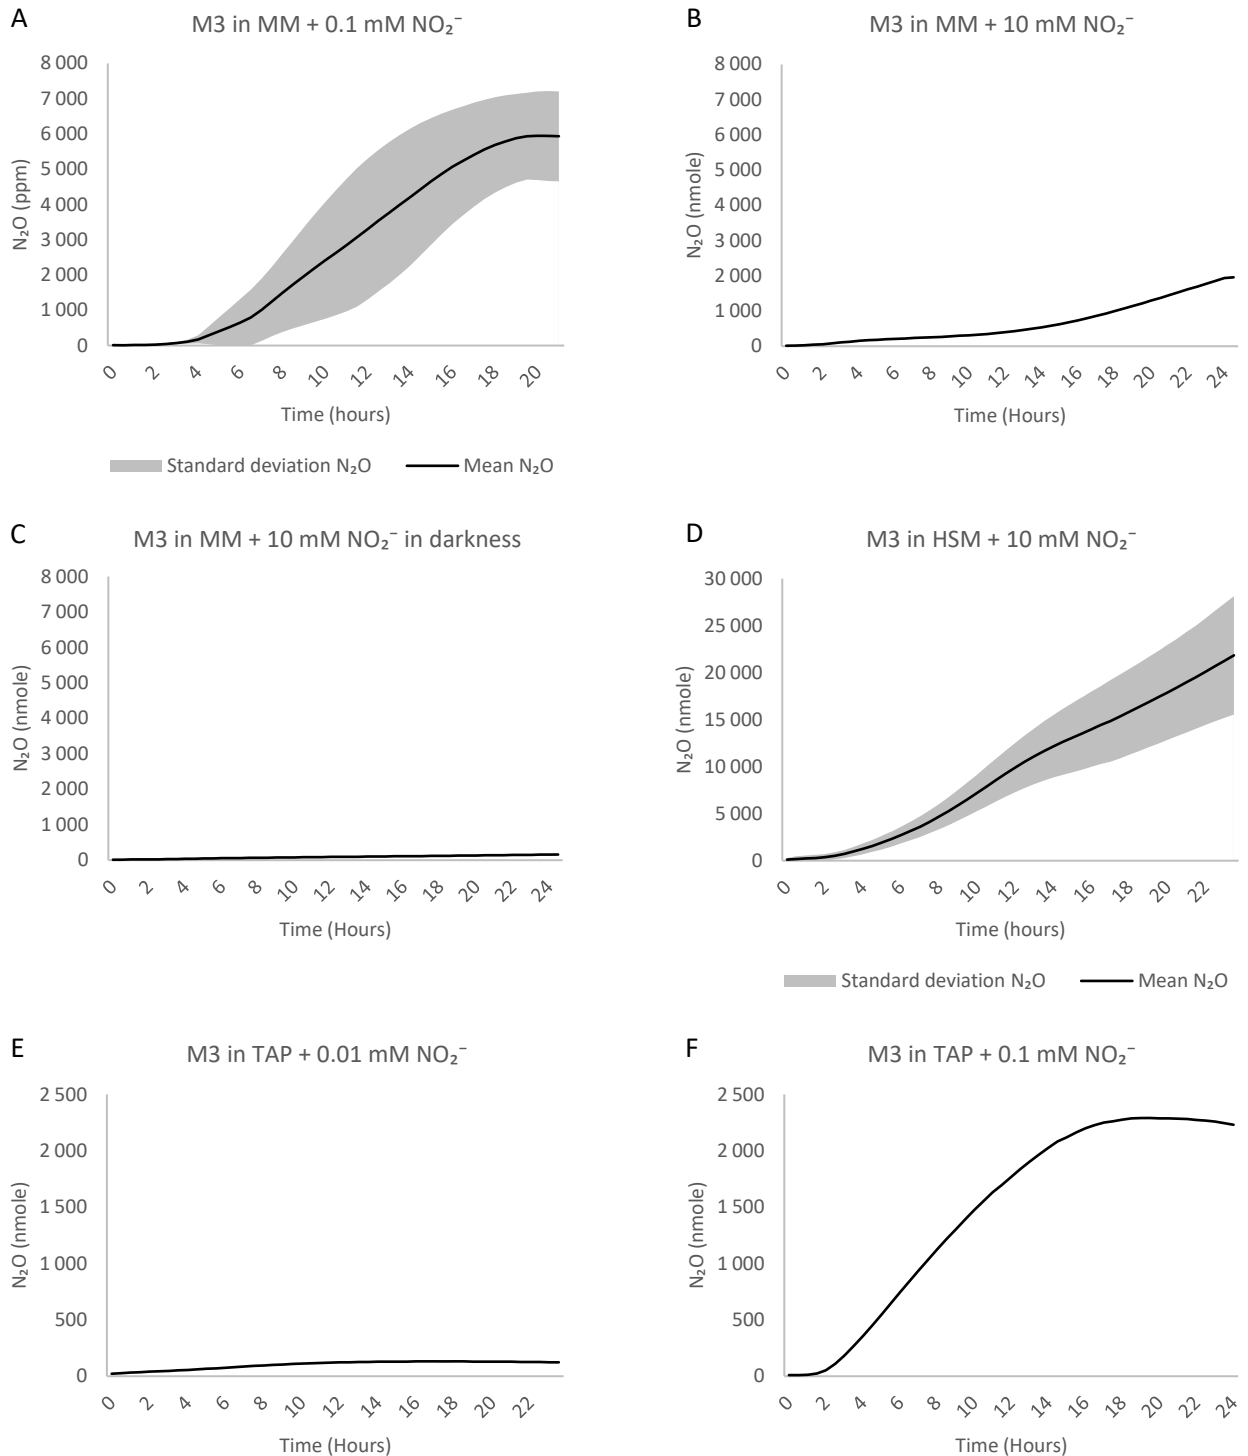 A
M3 in MM + 0.1 mM NO₂⁻
8 000
7 000
6 000
5 000
4 000
3 000
2 000
1 000
0
N₂O (ppm)
0 2 4 6 8 10 12 14 16 18 20
Time (hours)
Standard deviation N₂O Mean N₂O
B
M3 in MM + 10 mM NO₂⁻
8 000
7 000
6 000
5 000
4 000
3 000
2 000
1 000
0
N₂O (nmole)
0 2 4 6 8 10 12 14 16 18 20 22 24
Time (Hours)
C
M3 in MM + 10 mM NO₂⁻ in darkness
8 000
7 000
6 000
5 000
4 000
3 000
2 000
1 000
0
N₂O (nmole)
0 2 4 6 8 10 12 14 16 18 20 22 24
Time (Hours)
D
M3 in HSM + 10 mM NO₂⁻
30 000
25 000
20 000
15 000
10 000
5 000
0
N₂O (nmole)
0 2 4 6 8 10 12 14 16 18 20 22
Time (hours)
Standard deviation N₂O Mean N₂O
E
M3 in TAP + 0.01 mM NO₂⁻
2 500
2 000
1 500
1 000
500
0
N₂O (nmole)
0 2 4 6 8 10 12 14 16 18 20 22
Time (Hours)
F
M3 in TAP + 0.1 mM NO₂⁻
2 500
2 000
1 500
1 000
500
0
N₂O (nmole)
0 2 4 6 8 10 12 14 16 18 20 22 24
Time (Hours)